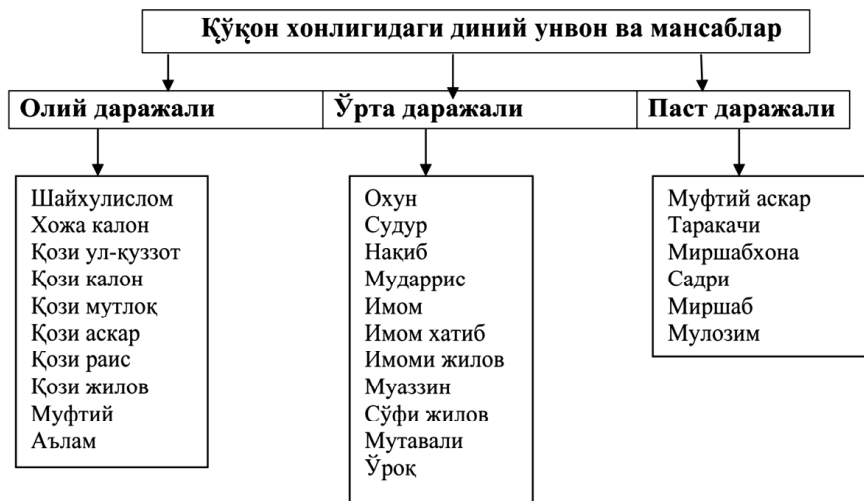 Қўқон хонлигидаги диний унвон ва мансаблар
Олий даражали
Ўрта даражали
Паст даражали
Шайхулислом
Хожа калон
Қози ул-қуззот
Қози калон
Қози мутлоқ
Қози аскар
Қози раис
Қози жилов
Муфтий
Аълам
Охун
Судур
Нақиб
Мударрис
Имом
Имом хатиб
Имоми жилов
Муаззин
Сўфи жилов
Мутавали
Ўроқ
Муфтий аскар
Таракачи
Миршабхона
Садри
Миршаб
Мулозим